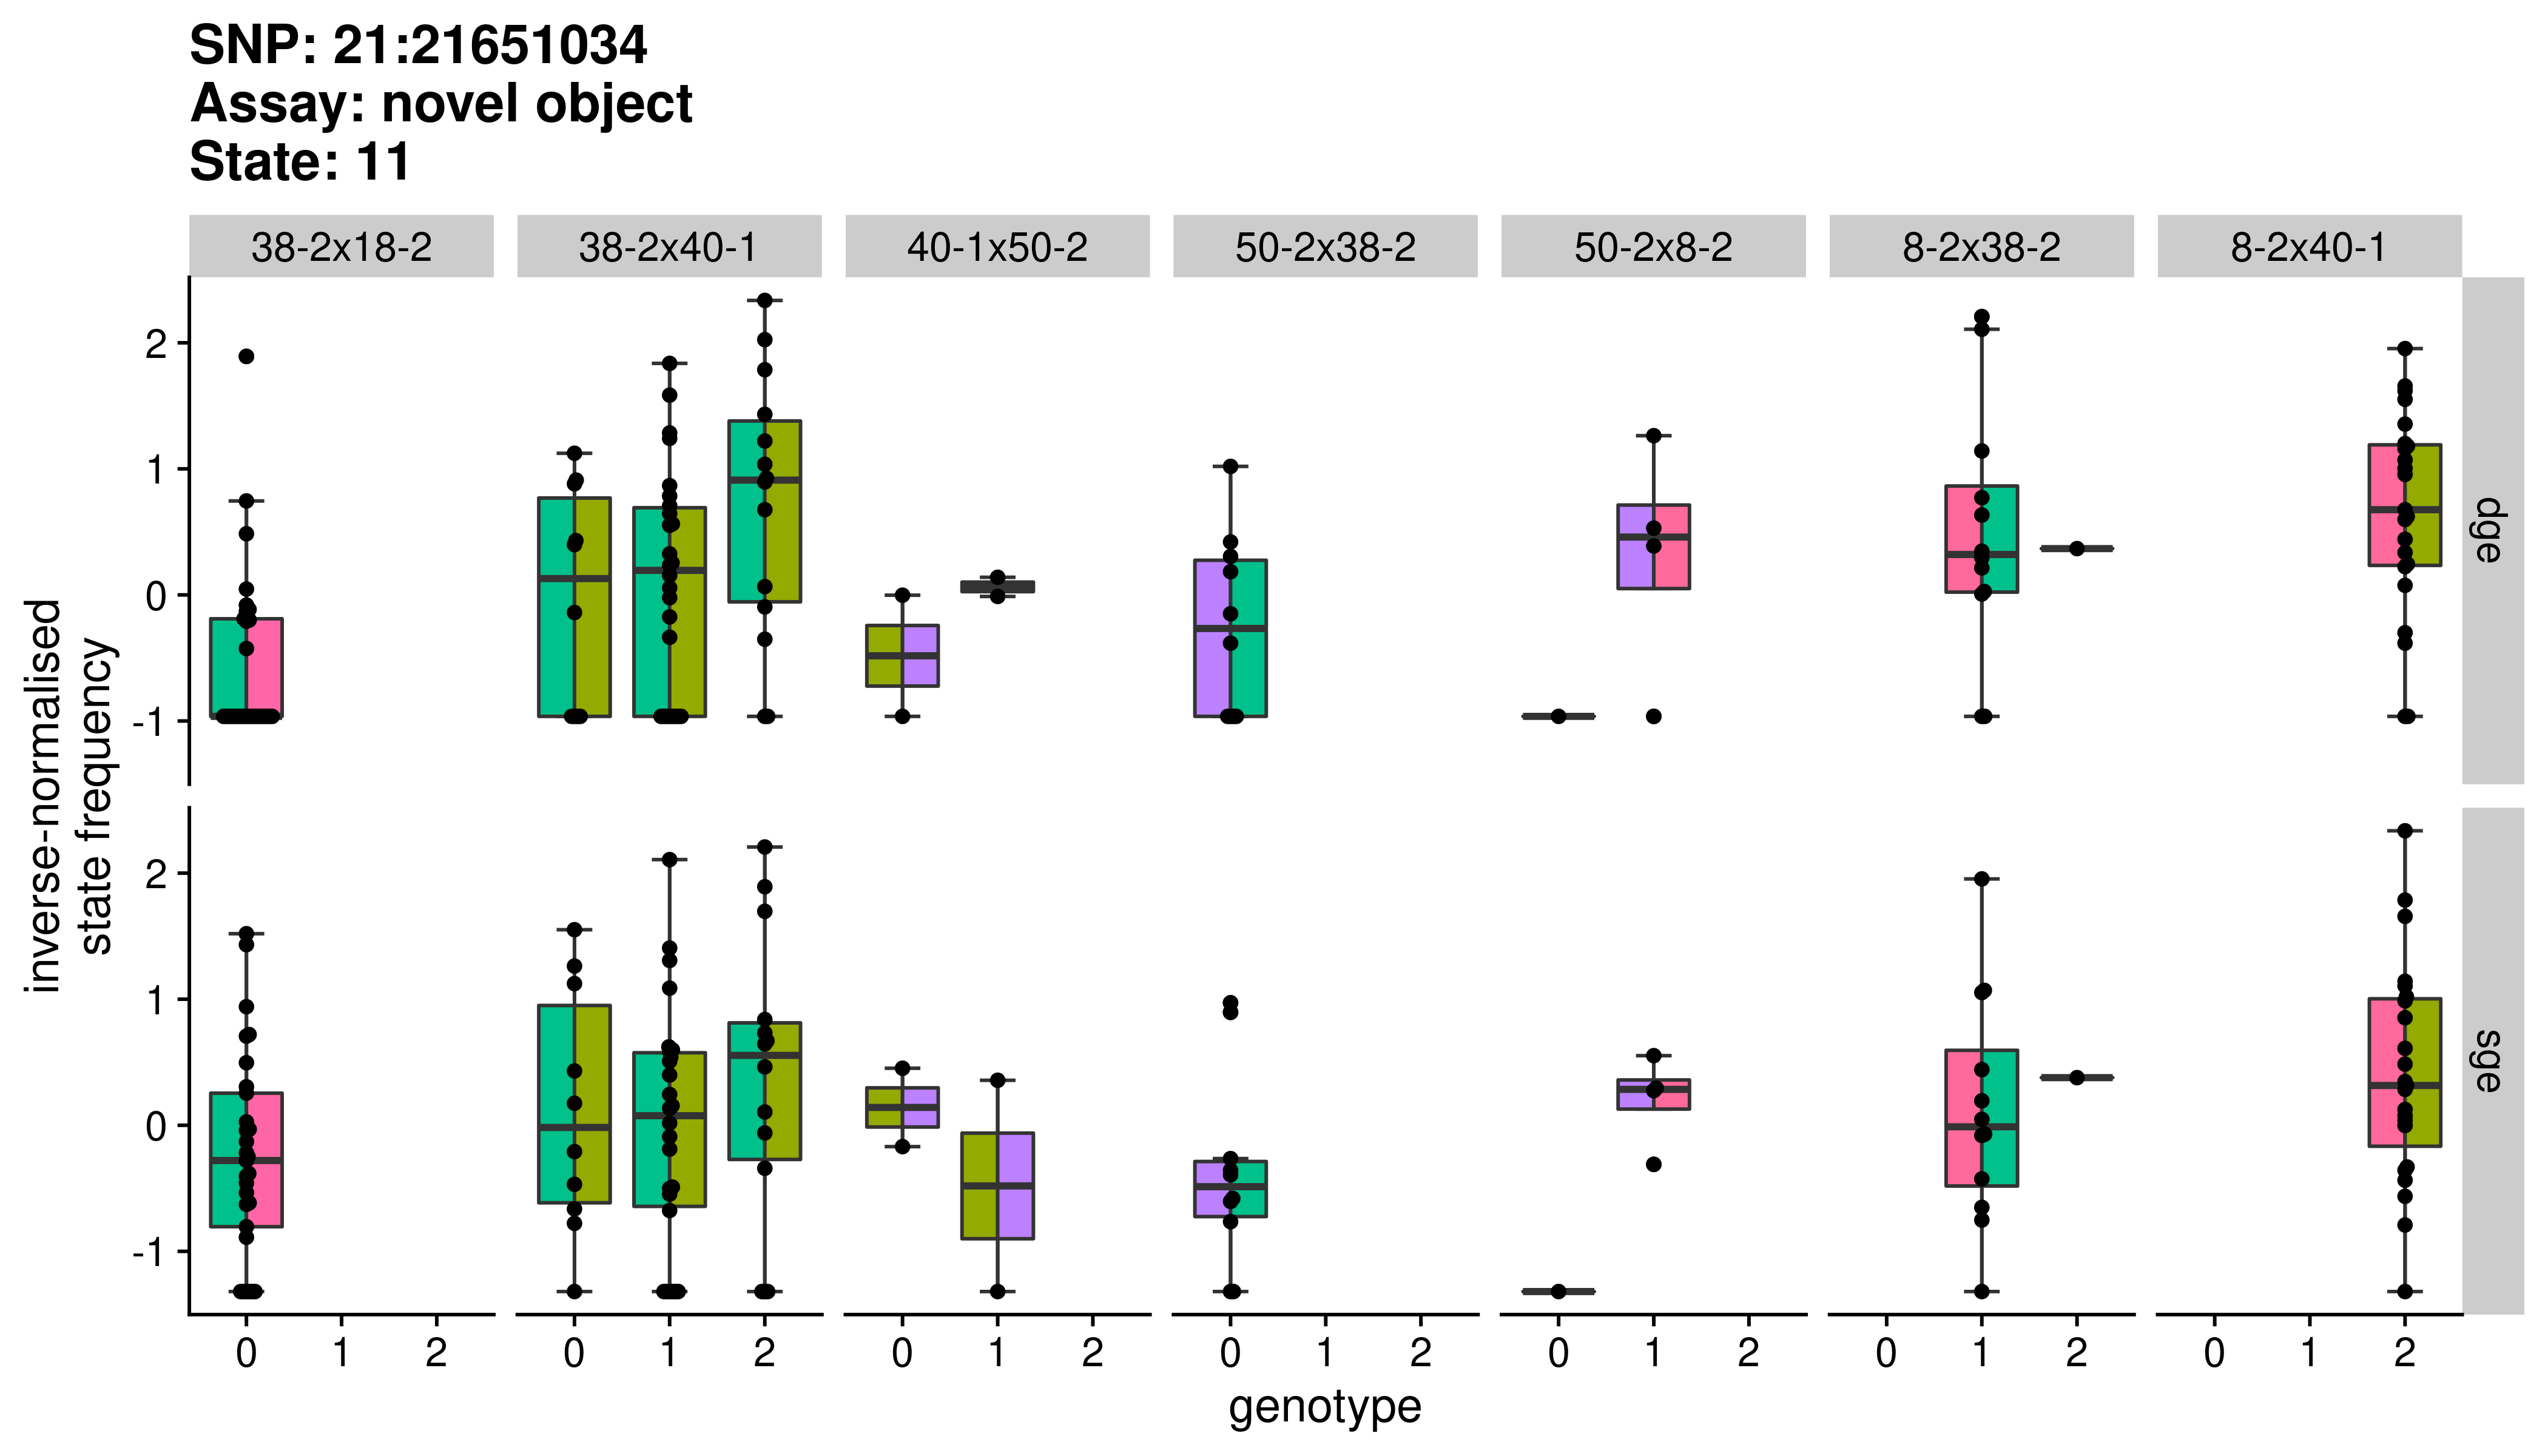 SNP: 21:21651034
Assay: novel object
State: 11
38-2x18-2 38-2x40-1 40-1x50-2 50-2x38-2 50-2x8-2 8-2x38-2 8-2x40-1
2
1
0
-1
dge
inverse-normalised
state frequency
2
1
0
-1
sge
0 1 2 0 1 2 0 1 2 0 1 2 0 1 2 0 1 2 0 1 2
genotype